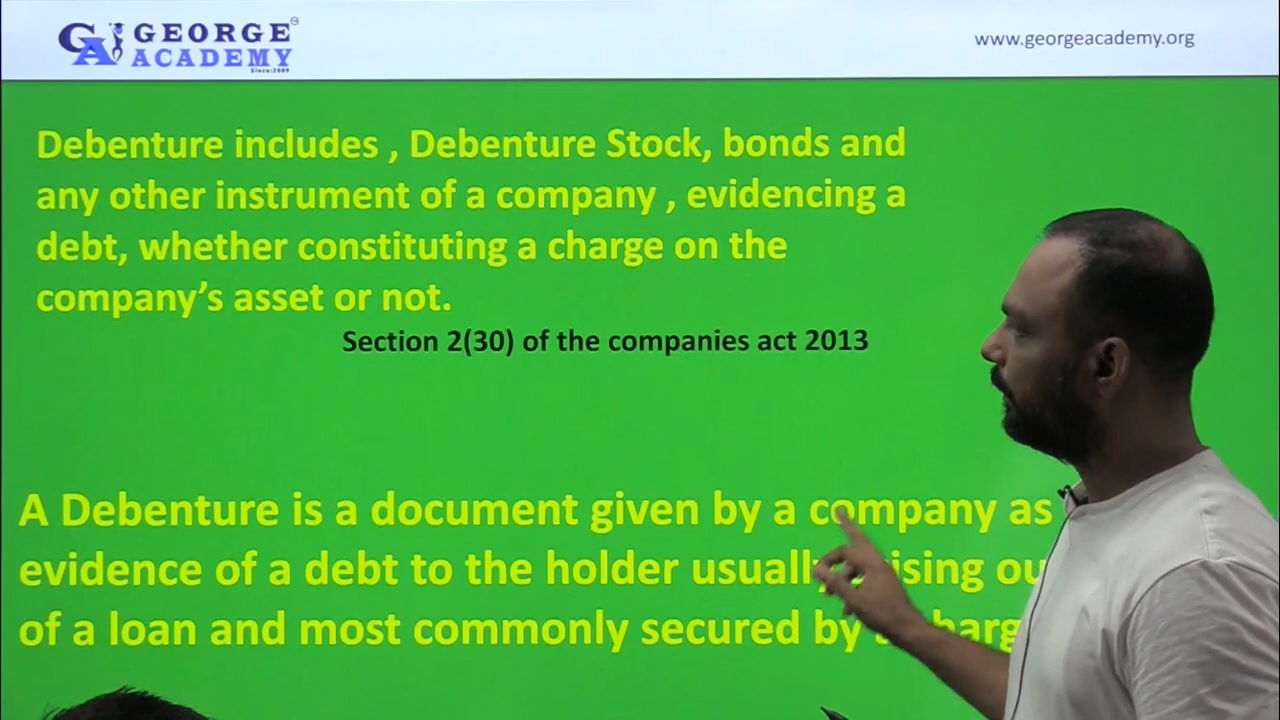 GEORGE
ACADEMY
Since:2009
www.georgeacademy.org
Debenture includes , Debenture Stock, bonds and
any other instrument of a company , evidencing a
debt, whether constituting a charge on the
company's asset or not.
Section 2(30) of the companies act 2013
A Debenture is a document given by a company as
evidence of a debt to the holder usually
of a loan and most commonly secured by